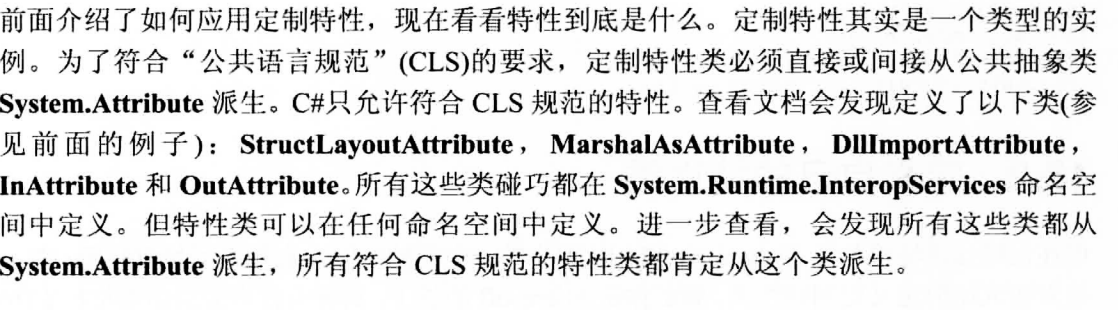 前面介绍了如何应用定制特性，现在看看特性到底是什么。定制特性其实是一个类型的实
例。为了符合“公共语言规范”(CLS)的要求，定制特性类必须直接或间接从公共抽象类
System.Attribute 派生。C#只允许符合 CLS 规范的特性。查看文档会发现定义了以下类(参
见前面的例子)：StructLayoutAttribute，MarshalAsAttribute，DllImportAttribute，
InAttribute 和 OutAttribute。所有这些类碰巧都在 System.Runtime.InteropServices 命名空
间中定义。但特性类可以在任何命名空间中定义。进一步查看，会发现所有这些类都从
System.Attribute 派生，所有符合 CLS 规范的特性类都肯定从这个类派生。